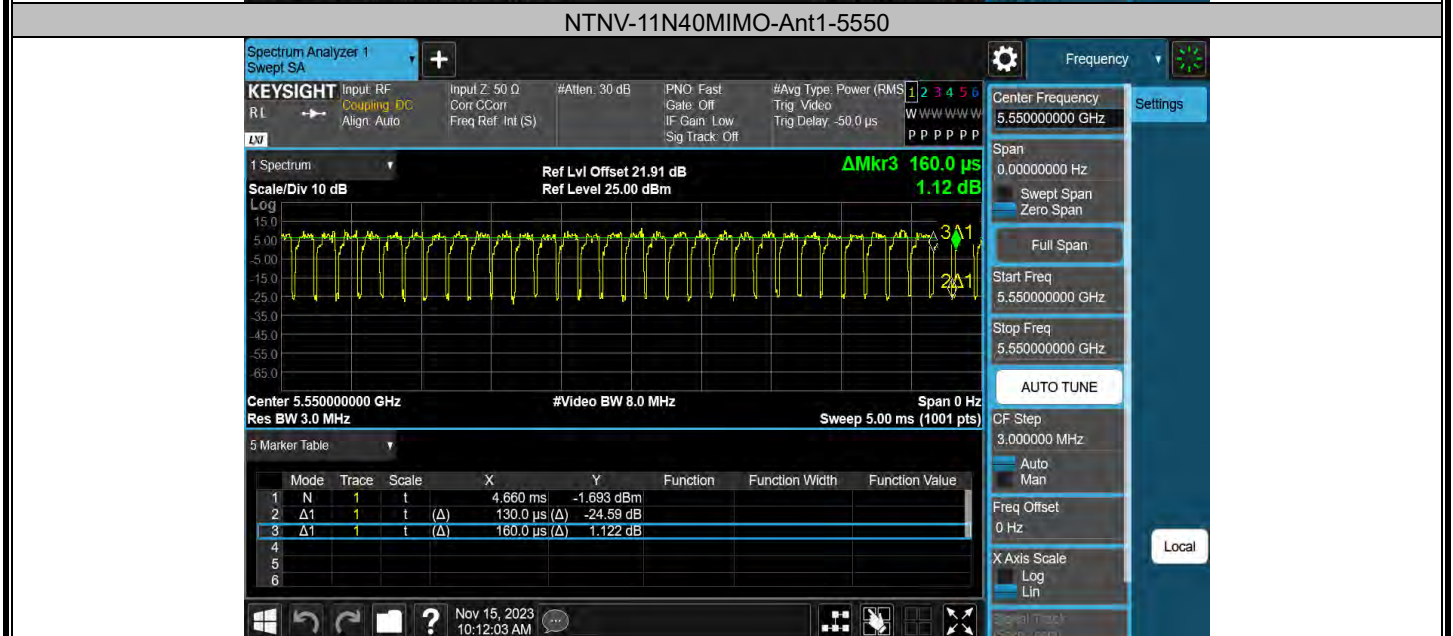 NTNV-11N40MIMO-Ant1-5550
Spectrum Analyzer 1
Swept SA
+
Frequency
KEYSIGHT
RL
LXI
Input: RF
Coupling: DC
Align: Auto
Input Z: 50 Ω
Corr CCorr
Freq Ref: Int (S)
#Atten: 30 dB
PNO: Fast
Gate: Off
IF Gain: Low
Sig Track: Off
#Avg Type: Power (RMS
Trig: Video
Trig Delay: -50.0 µs
1 2 3 4 5 6
W W W W W W
P P P P P P
Center Frequency
5.550000000 GHz
Settings
1 Spectrum
Scale/Div 10 dB
Ref Lvl Offset 21.91 dB
Ref Level 25.00 dBm
ΔMkr3 160.0 µs
1.12 dB
Log
15.0
5.00
-5.00
-15.0
-25.0
-35.0
-45.0
-55.0
-65.0
3Δ1
2Δ1
Center 5.550000000 GHz
Res BW 3.0 MHz
#Video BW 8.0 MHz
Span 0 Hz
Sweep 5.00 ms (1001 pts)
Span
0.00000000 Hz
Swept Span
Zero Span
Full Span
Start Freq
5.550000000 GHz
Stop Freq
5.550000000 GHz
AUTO TUNE
CF Step
3.000000 MHz
Auto
Man
Freq Offset
0 Hz
X Axis Scale
Log
Lin
Signal Track
Local
5 Marker Table
Mode Trace Scale X Y Function Function Width Function Value
1 N 1 t 4.660 ms -1.693 dBm
2 Δ1 1 t (Δ) 130.0 µs (Δ) -24.59 dB
3 Δ1 1 t (Δ) 160.0 µs (Δ) 1.122 dB
4
5
6
?
Nov 15, 2023
10:12:03 AM